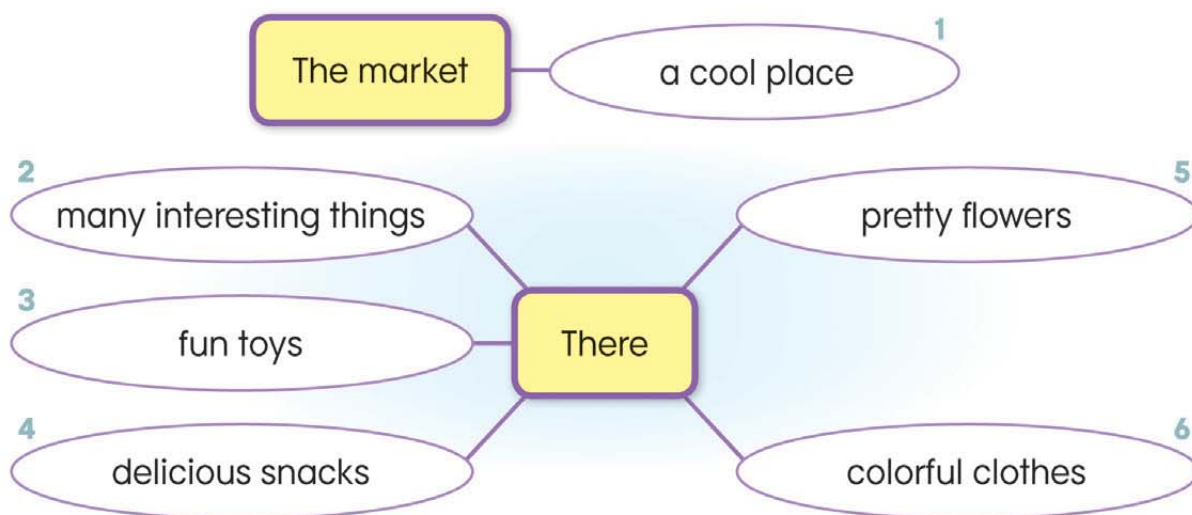 The market
1
a cool place
2
many interesting things
3
fun toys
4
delicious snacks
There
5
pretty flowers
6
colorful clothes